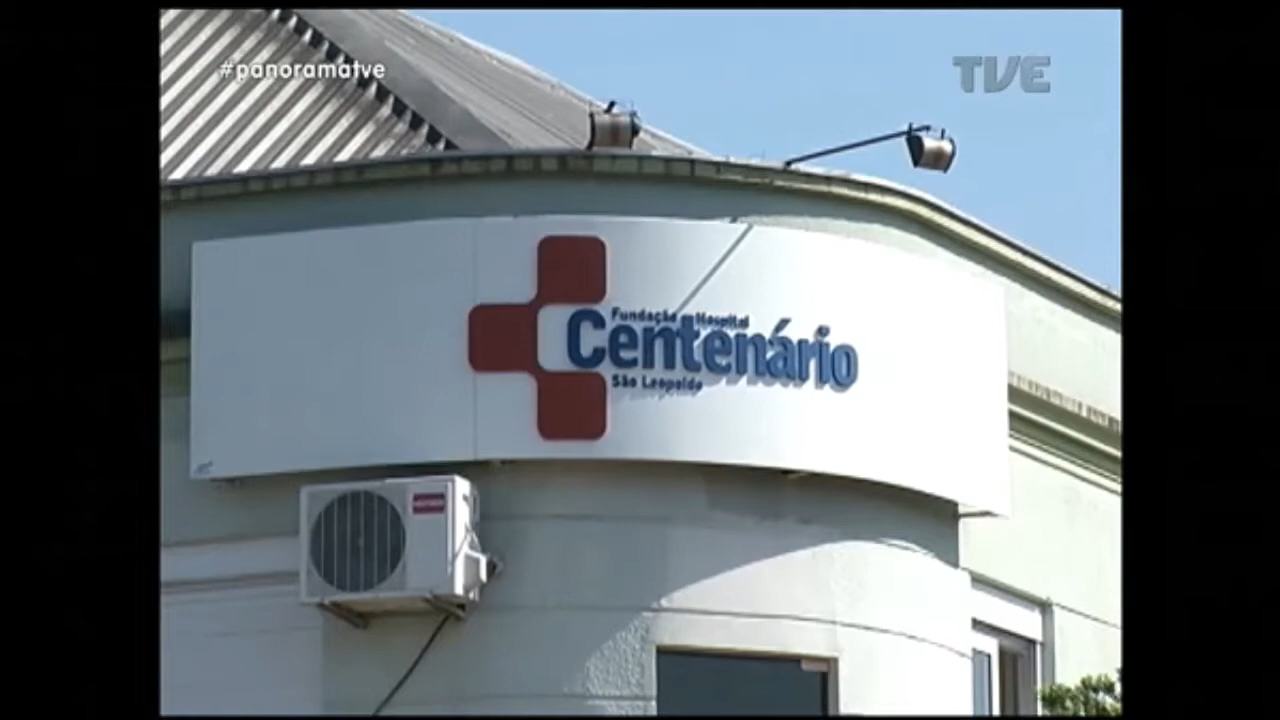 #panoramatve
TVE
Fundação Hospital
Centenário
São Leopoldo